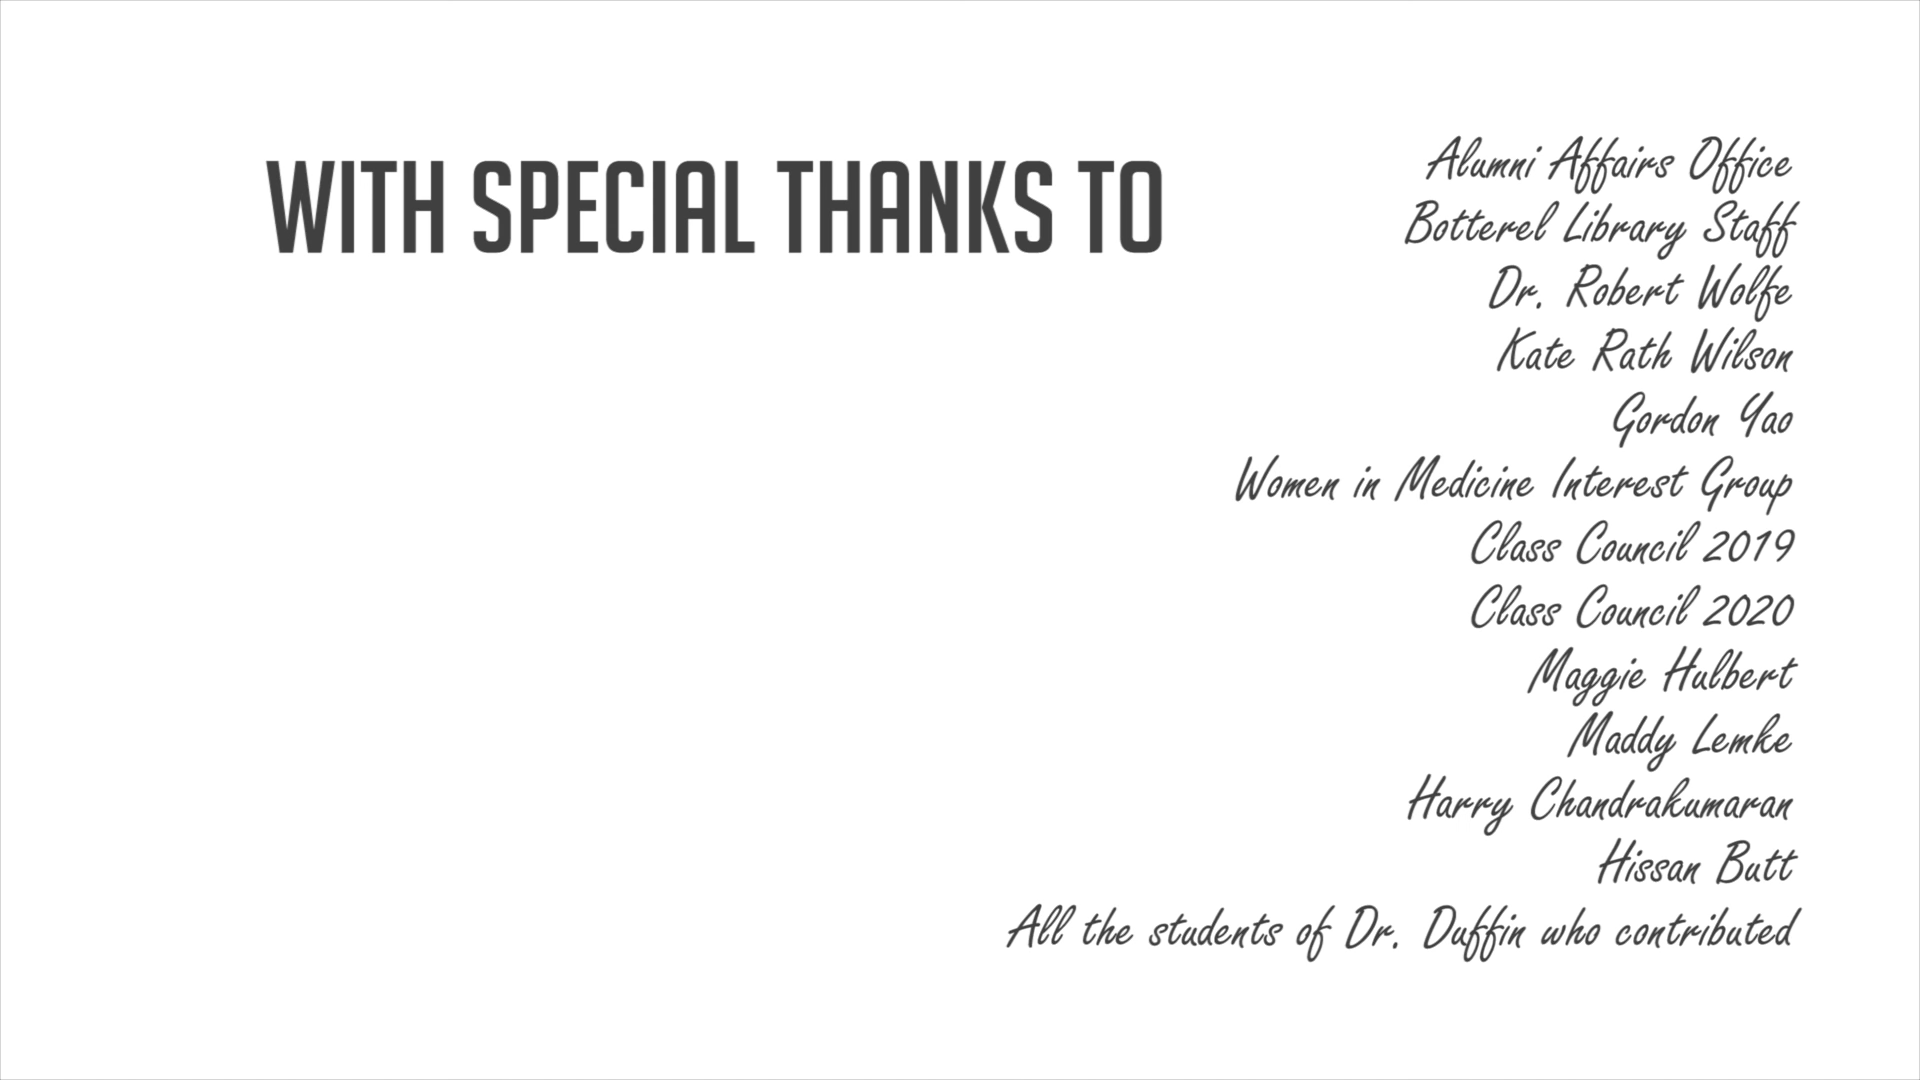 WITH SPECIAL THANKS TO
Alumni Affairs Office
Botterel Library Staff
Dr. Robert Wolfe
Kate Rath Wilson
Gordon Yao
Women in Medicine Interest Group
Class Council 2019
Class Council 2020
Maggie Hulbert
Maddy Lemke
Harry Chandrakumaran
Hissan Butt
All the students of Dr. Duffin who contributed